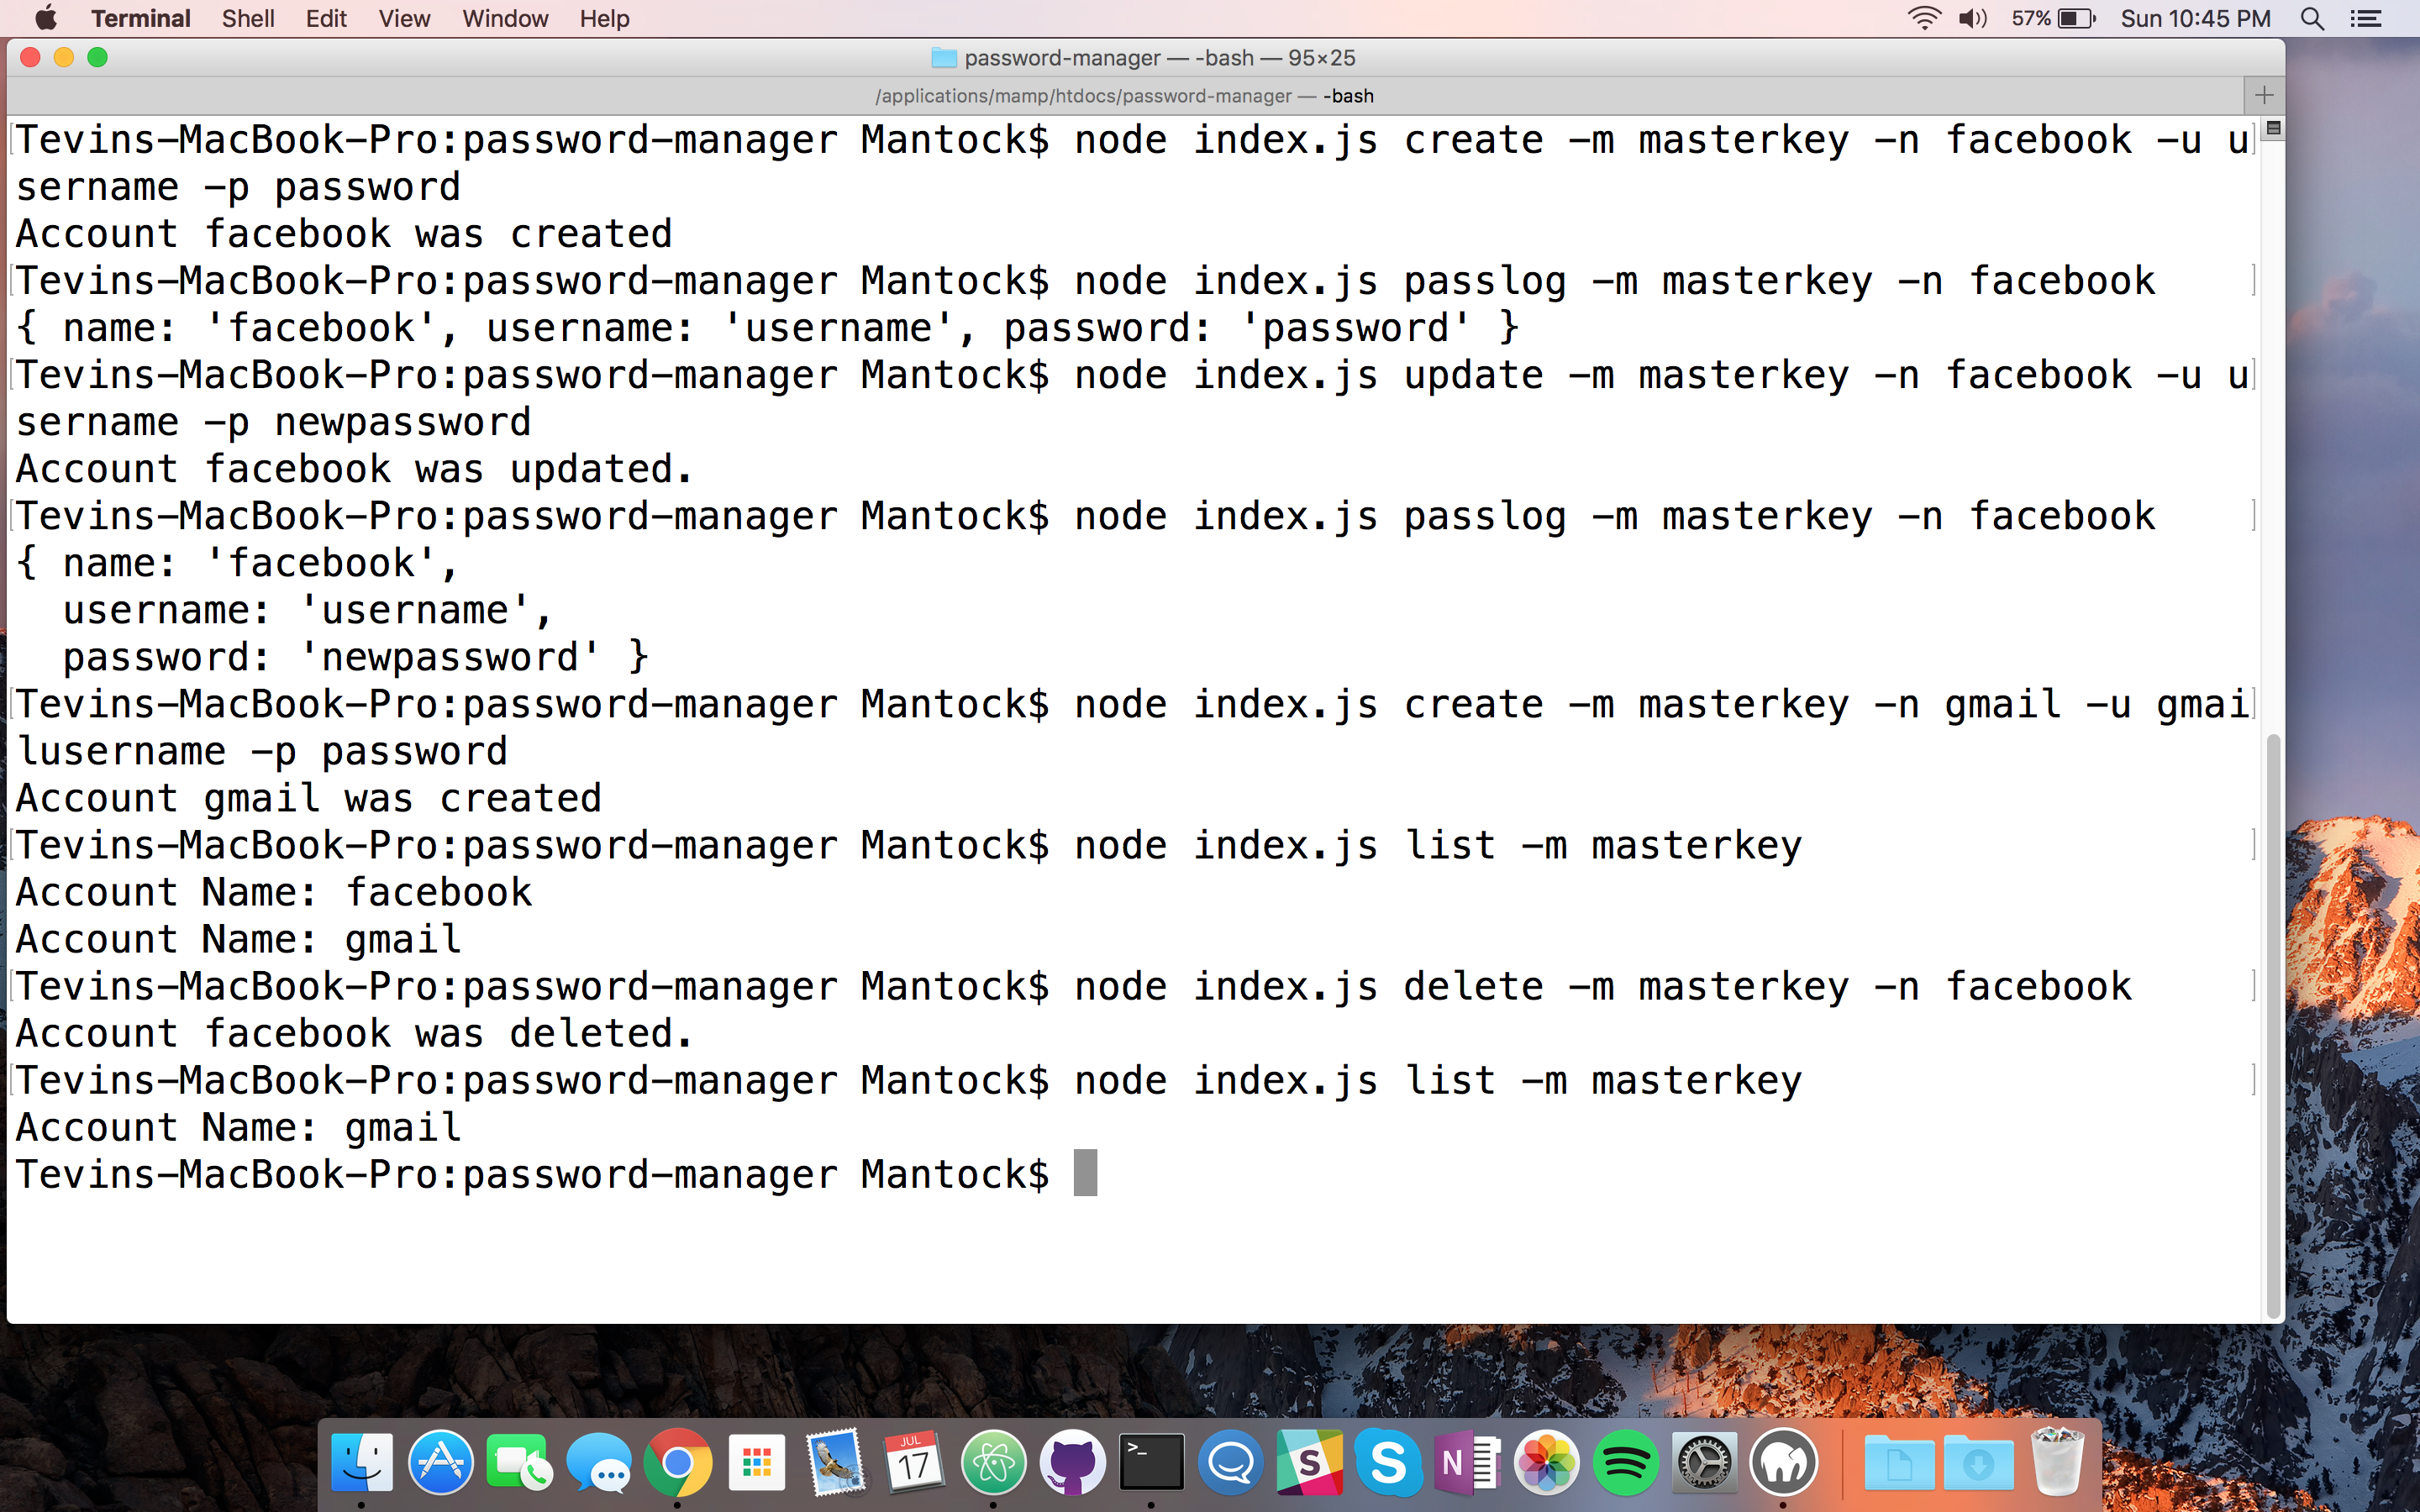 Terminal Shell Edit View Window Help 57% Sun 10:45 PM
password-manager — -bash — 95×25
/applications/mamp/htdocs/password-manager — -bash
Tevins-MacBook-Pro:password-manager Mantock$ node index.js create -m masterkey -n facebook -u u
sername -p password
Account facebook was created
Tevins-MacBook-Pro:password-manager Mantock$ node index.js passlog -m masterkey -n facebook
{ name: 'facebook', username: 'username', password: 'password' }
Tevins-MacBook-Pro:password-manager Mantock$ node index.js update -m masterkey -n facebook -u u
sername -p newpassword
Account facebook was updated.
Tevins-MacBook-Pro:password-manager Mantock$ node index.js passlog -m masterkey -n facebook
{ name: 'facebook',
  username: 'username',
  password: 'newpassword' }
Tevins-MacBook-Pro:password-manager Mantock$ node index.js create -m masterkey -n gmail -u gmai
lusername -p password
Account gmail was created
Tevins-MacBook-Pro:password-manager Mantock$ node index.js list -m masterkey
Account Name: facebook
Account Name: gmail
Tevins-MacBook-Pro:password-manager Mantock$ node index.js delete -m masterkey -n facebook
Account facebook was deleted.
Tevins-MacBook-Pro:password-manager Mantock$ node index.js list -m masterkey
Account Name: gmail
Tevins-MacBook-Pro:password-manager Mantock$
JUL
17
>_
S
S
N